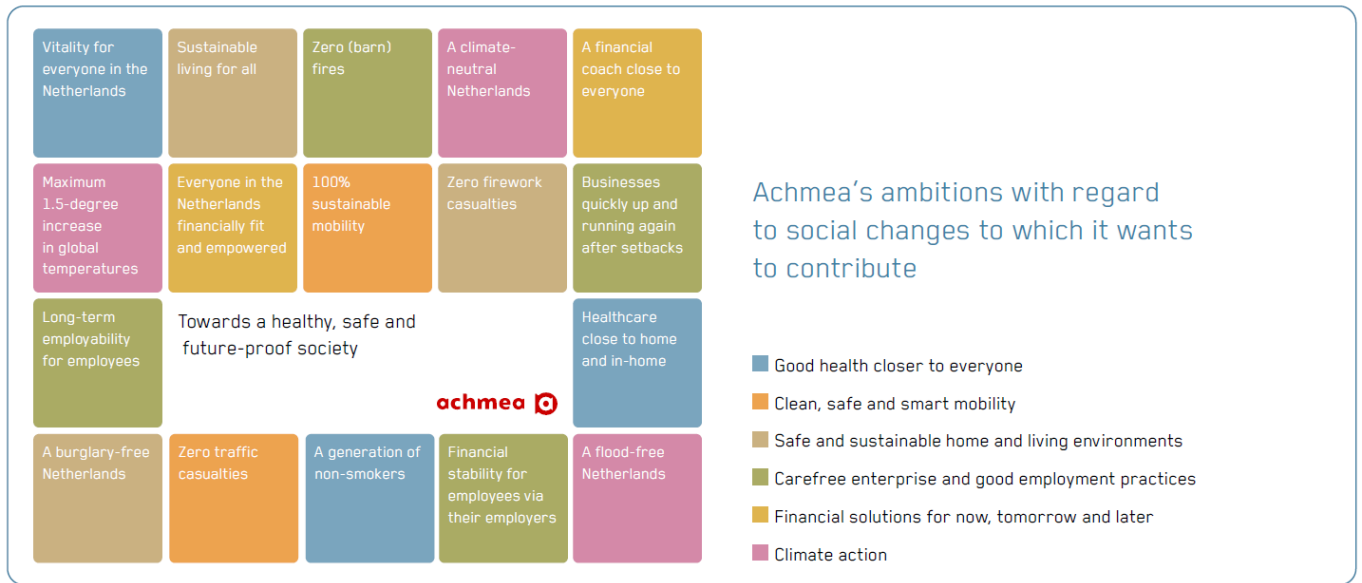 Vitality for
everyone in the
Netherlands
Sustainable
living for all
Zero (barn)
fires
A climate-
neutral
Netherlands
A financial
coach close to
everyone
Maximum
1.5-degree
increase
in global
temperatures
Everyone in the
Netherlands
financially fit
and empowered
100%
sustainable
mobility
Zero firework
casualties
Businesses
quickly up and
running again
after setbacks
Long-term
employability
for employees
Towards a healthy, safe and
future-proof society
achmea
Healthcare
close to home
and in-home
A burglary-free
Netherlands
Zero traffic
casualties
A generation of
non-smokers
Financial
stability for
employees via
their employers
A flood-free
Netherlands
Achmea's ambitions with regard
to social changes to which it wants
to contribute
Good health closer to everyone
Clean, safe and smart mobility
Safe and sustainable home and living environments
Carefree enterprise and good employment practices
Financial solutions for now, tomorrow and later
Climate action